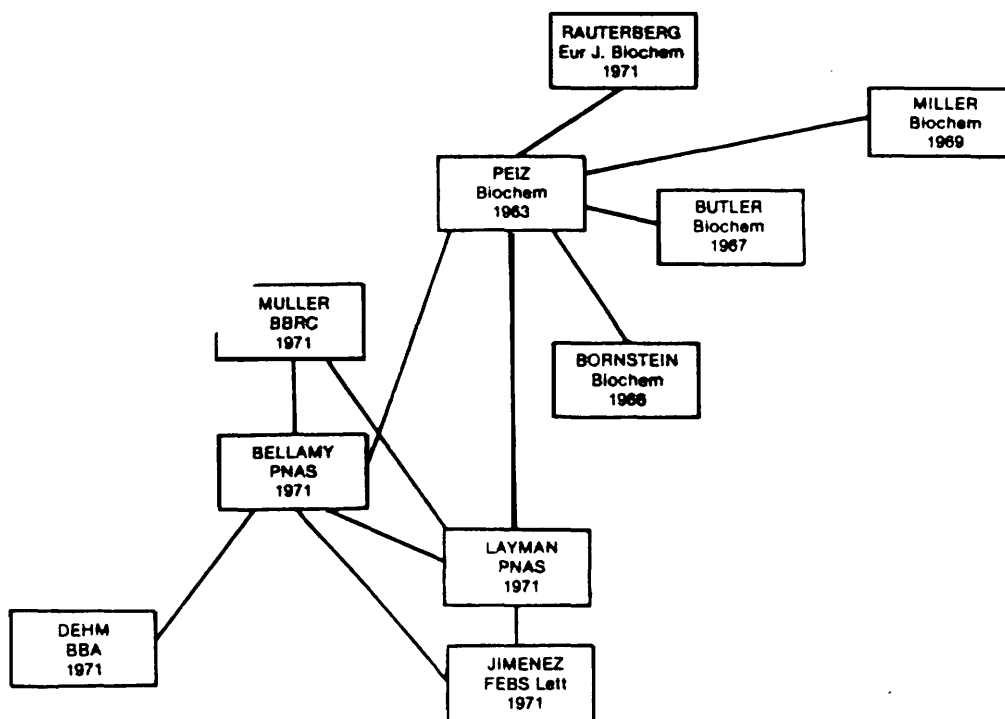 RAUTERBERG
Eur J. Biochem
1971
MILLER
Biochem
1969
PEIZ
Biochem
1963
BUTLER
Biochem
1967
MULLER
BBRC
1971
BORNSTEIN
Biochem
1966
BELLAMY
PNAS
1971
LAYMAN
PNAS
1971
DEHM
BBA
1971
JIMENEZ
FEBS Lett
1971